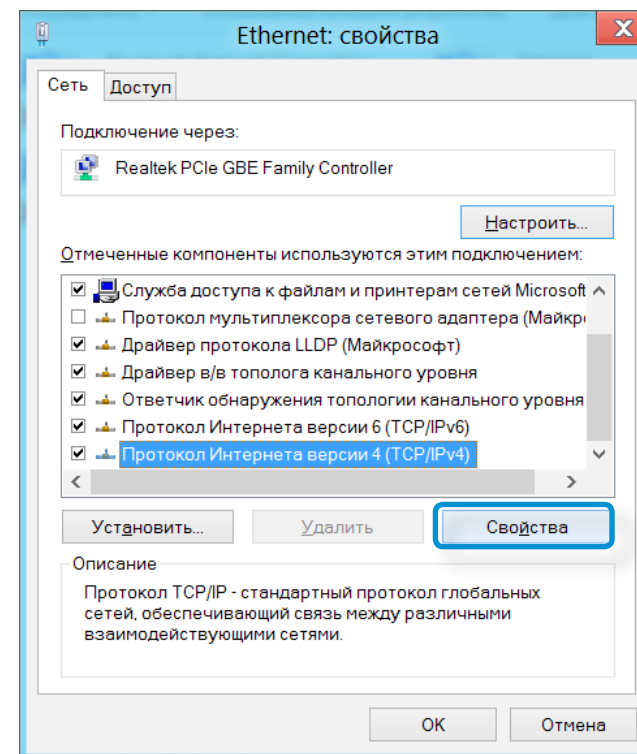 Ethernet: свойства
X
Сеть
Доступ
Подключение через:
Realtek PCIe GBE Family Controller
Настроить...
Отмеченные компоненты используются этим подключением:
Служба доступа к файлам и принтерам сетей Microsoft
Протокол мультиплексора сетевого адаптера (Майкр
Драйвер протокола LLDP (Майкрософт)
Драйвер в/в тополога канального уровня
Ответчик обнаружения топологии канального уровня
Протокол Интернета версии 6 (TCP/IPv6)
Протокол Интернета версии 4 (TCP/IPv4)
Установить...
Удалить
Свойства
Описание
Протокол TCP/IP - стандартный протокол глобальных
сетей, обеспечивающий связь между различными
взаимодействующими сетями.
OK
Отмена